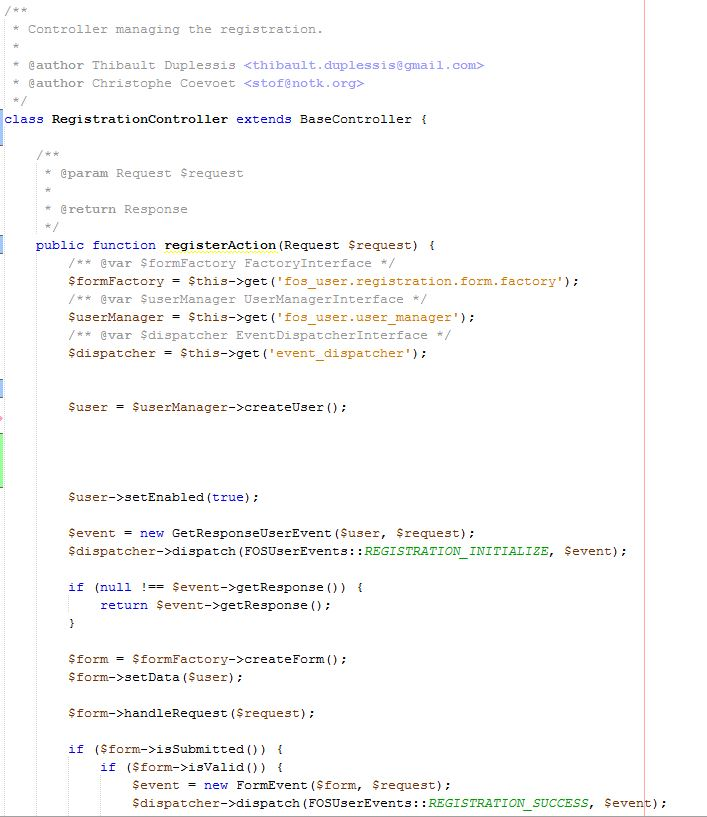 /**
 * Controller managing the registration.
 *
 * @author Thibault Duplessis <thibault.duplessis@gmail.com>
 * @author Christophe Coevoet <stof@notk.org>
 */
class RegistrationController extends BaseController {
    /**
     * @param Request $request
     *
     * @return Response
     */
    public function registerAction(Request $request) {
        /** @var $formFactory FactoryInterface */
        $formFactory = $this->get('fos_user.registration.form.factory');
        /** @var $userManager UserManagerInterface */
        $userManager = $this->get('fos_user.user_manager');
        /** @var $dispatcher EventDispatcherInterface */
        $dispatcher = $this->get('event_dispatcher');
        $user = $userManager->createUser();
        $user->setEnabled(true);
        $event = new GetResponseUserEvent($user, $request);
        $dispatcher->dispatch(FOSUserEvents::REGISTRATION_INITIALIZE, $event);
        if (null !== $event->getResponse()) {
            return $event->getResponse();
        }
        $form = $formFactory->createForm();
        $form->setData($user);
        $form->handleRequest($request);
        if ($form->isSubmitted()) {
            if ($form->isValid()) {
                $event = new FormEvent($form, $request);
                $dispatcher->dispatch(FOSUserEvents::REGISTRATION_SUCCESS, $event);